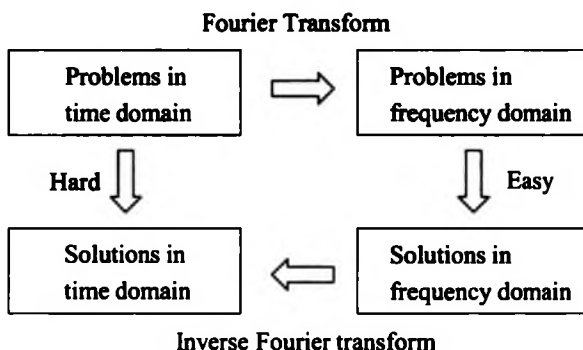 Fourier Transform
Problems in
time domain
Problems in
frequency domain
Hard
Easy
Solutions in
time domain
Solutions in
frequency domain
Inverse Fourier transform